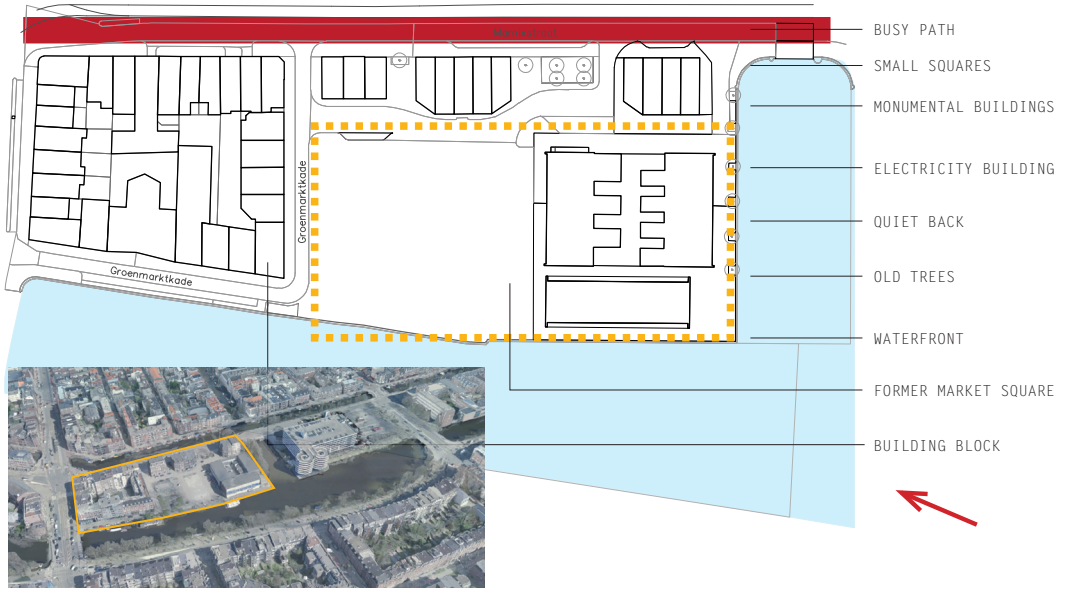 BUSY PATH
SMALL SQUARES
MONUMENTAL BUILDINGS
ELECTRICITY BUILDING
QUIET BACK
OLD TREES
WATERFRONT
FORMER MARKET SQUARE
BUILDING BLOCK
Groenmarktkade
Groenmarktkade